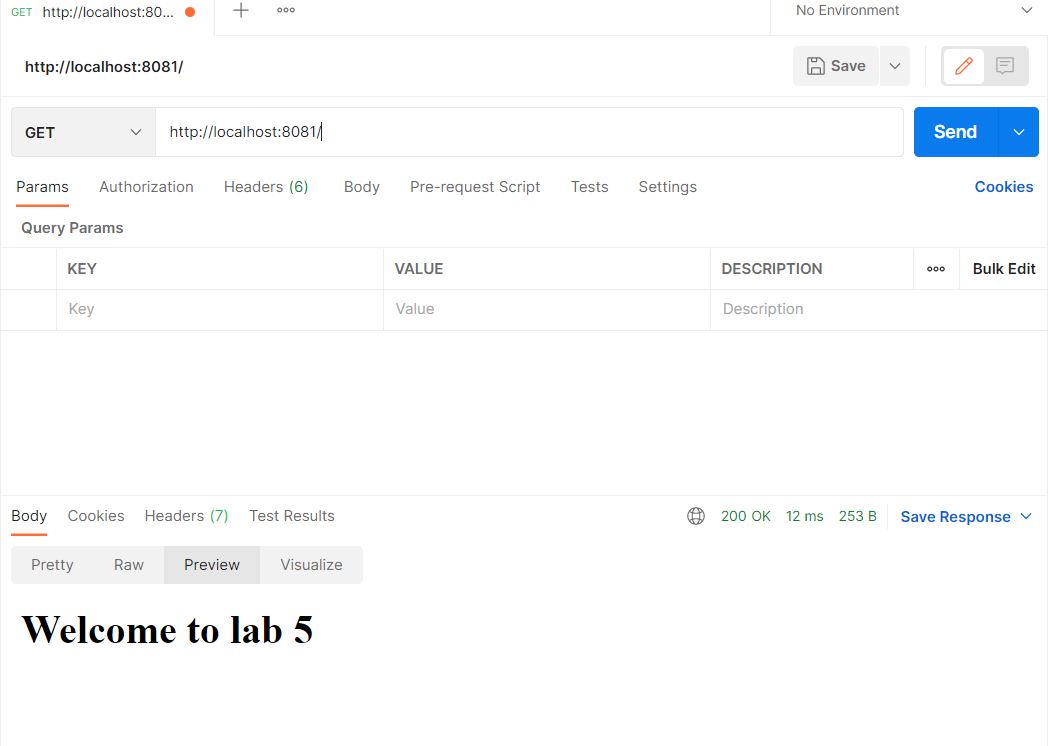 GET http://localhost:80... No Environment
http://localhost:8081/ Save
GET http://localhost:8081/ Send
Params Authorization Headers (6) Body Pre-request Script Tests Settings Cookies
Query Params
KEY VALUE DESCRIPTION Bulk Edit
Key Value Description
Body Cookies Headers (7) Test Results 200 OK 12 ms 253 B Save Response
Pretty Raw Preview Visualize
Welcome to lab 5